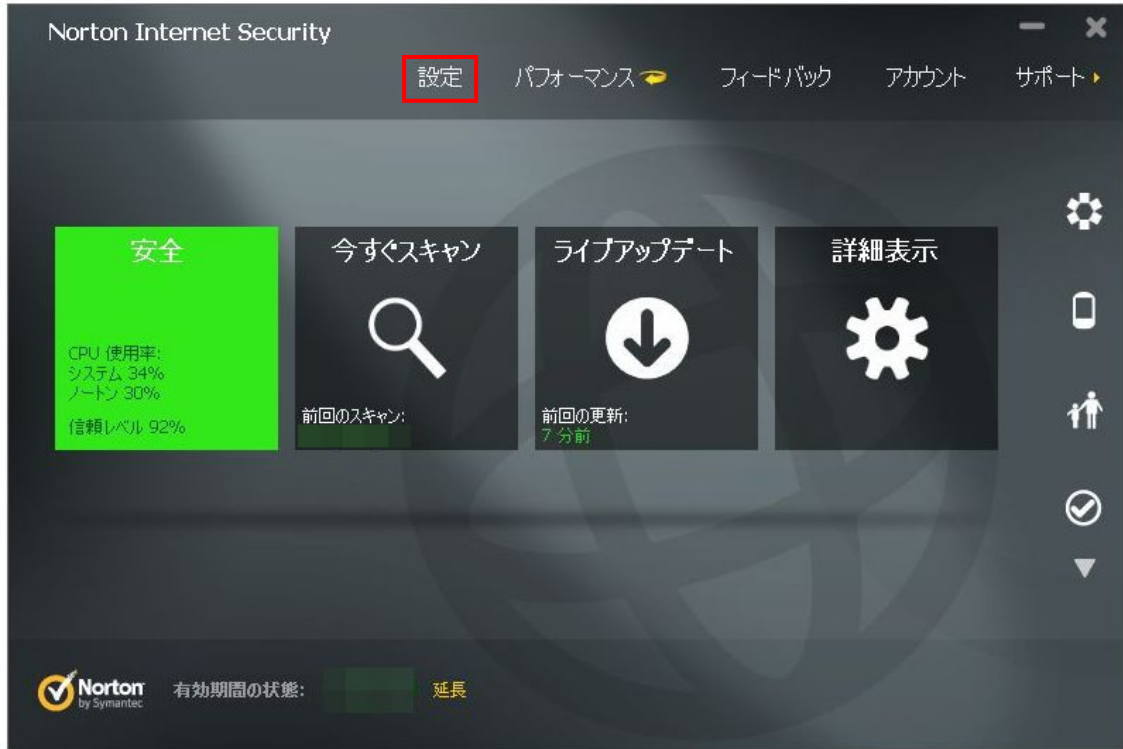 Norton Internet Security
設定 パフォーマンス フィードバック アカウント サポート
安全
CPU 使用率:
システム 34%
ノートン 30%
信頼レベル 92%
今すぐスキャン
前回のスキャン:
ライブアップデート
前回の更新:
7 分前
詳細表示
Norton
by Symantec
有効期間の状態: 延長